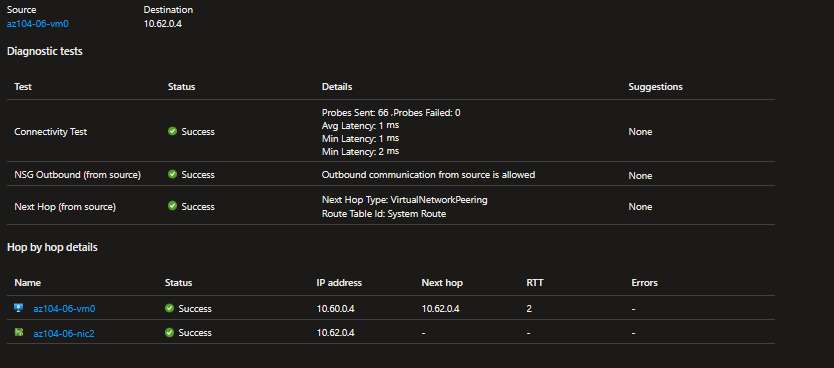 Source Destination
az104-06-vm0 10.62.0.4
Diagnostic tests
Test Status Details Suggestions
Connectivity Test Success Probes Sent: 66 ,Probes Failed: 0 None
Avg Latency: 1 ms
Min Latency: 1 ms
Min Latency: 2 ms
NSG Outbound (from source) Success Outbound communication from source is allowed None
Next Hop (from source) Success Next Hop Type: VirtualNetworkPeering None
Route Table Id: System Route
Hop by hop details
Name Status IP address Next hop RTT Errors
az104-06-vm0 Success 10.60.0.4 10.62.0.4 2 -
az104-06-nic2 Success 10.62.0.4 - - -